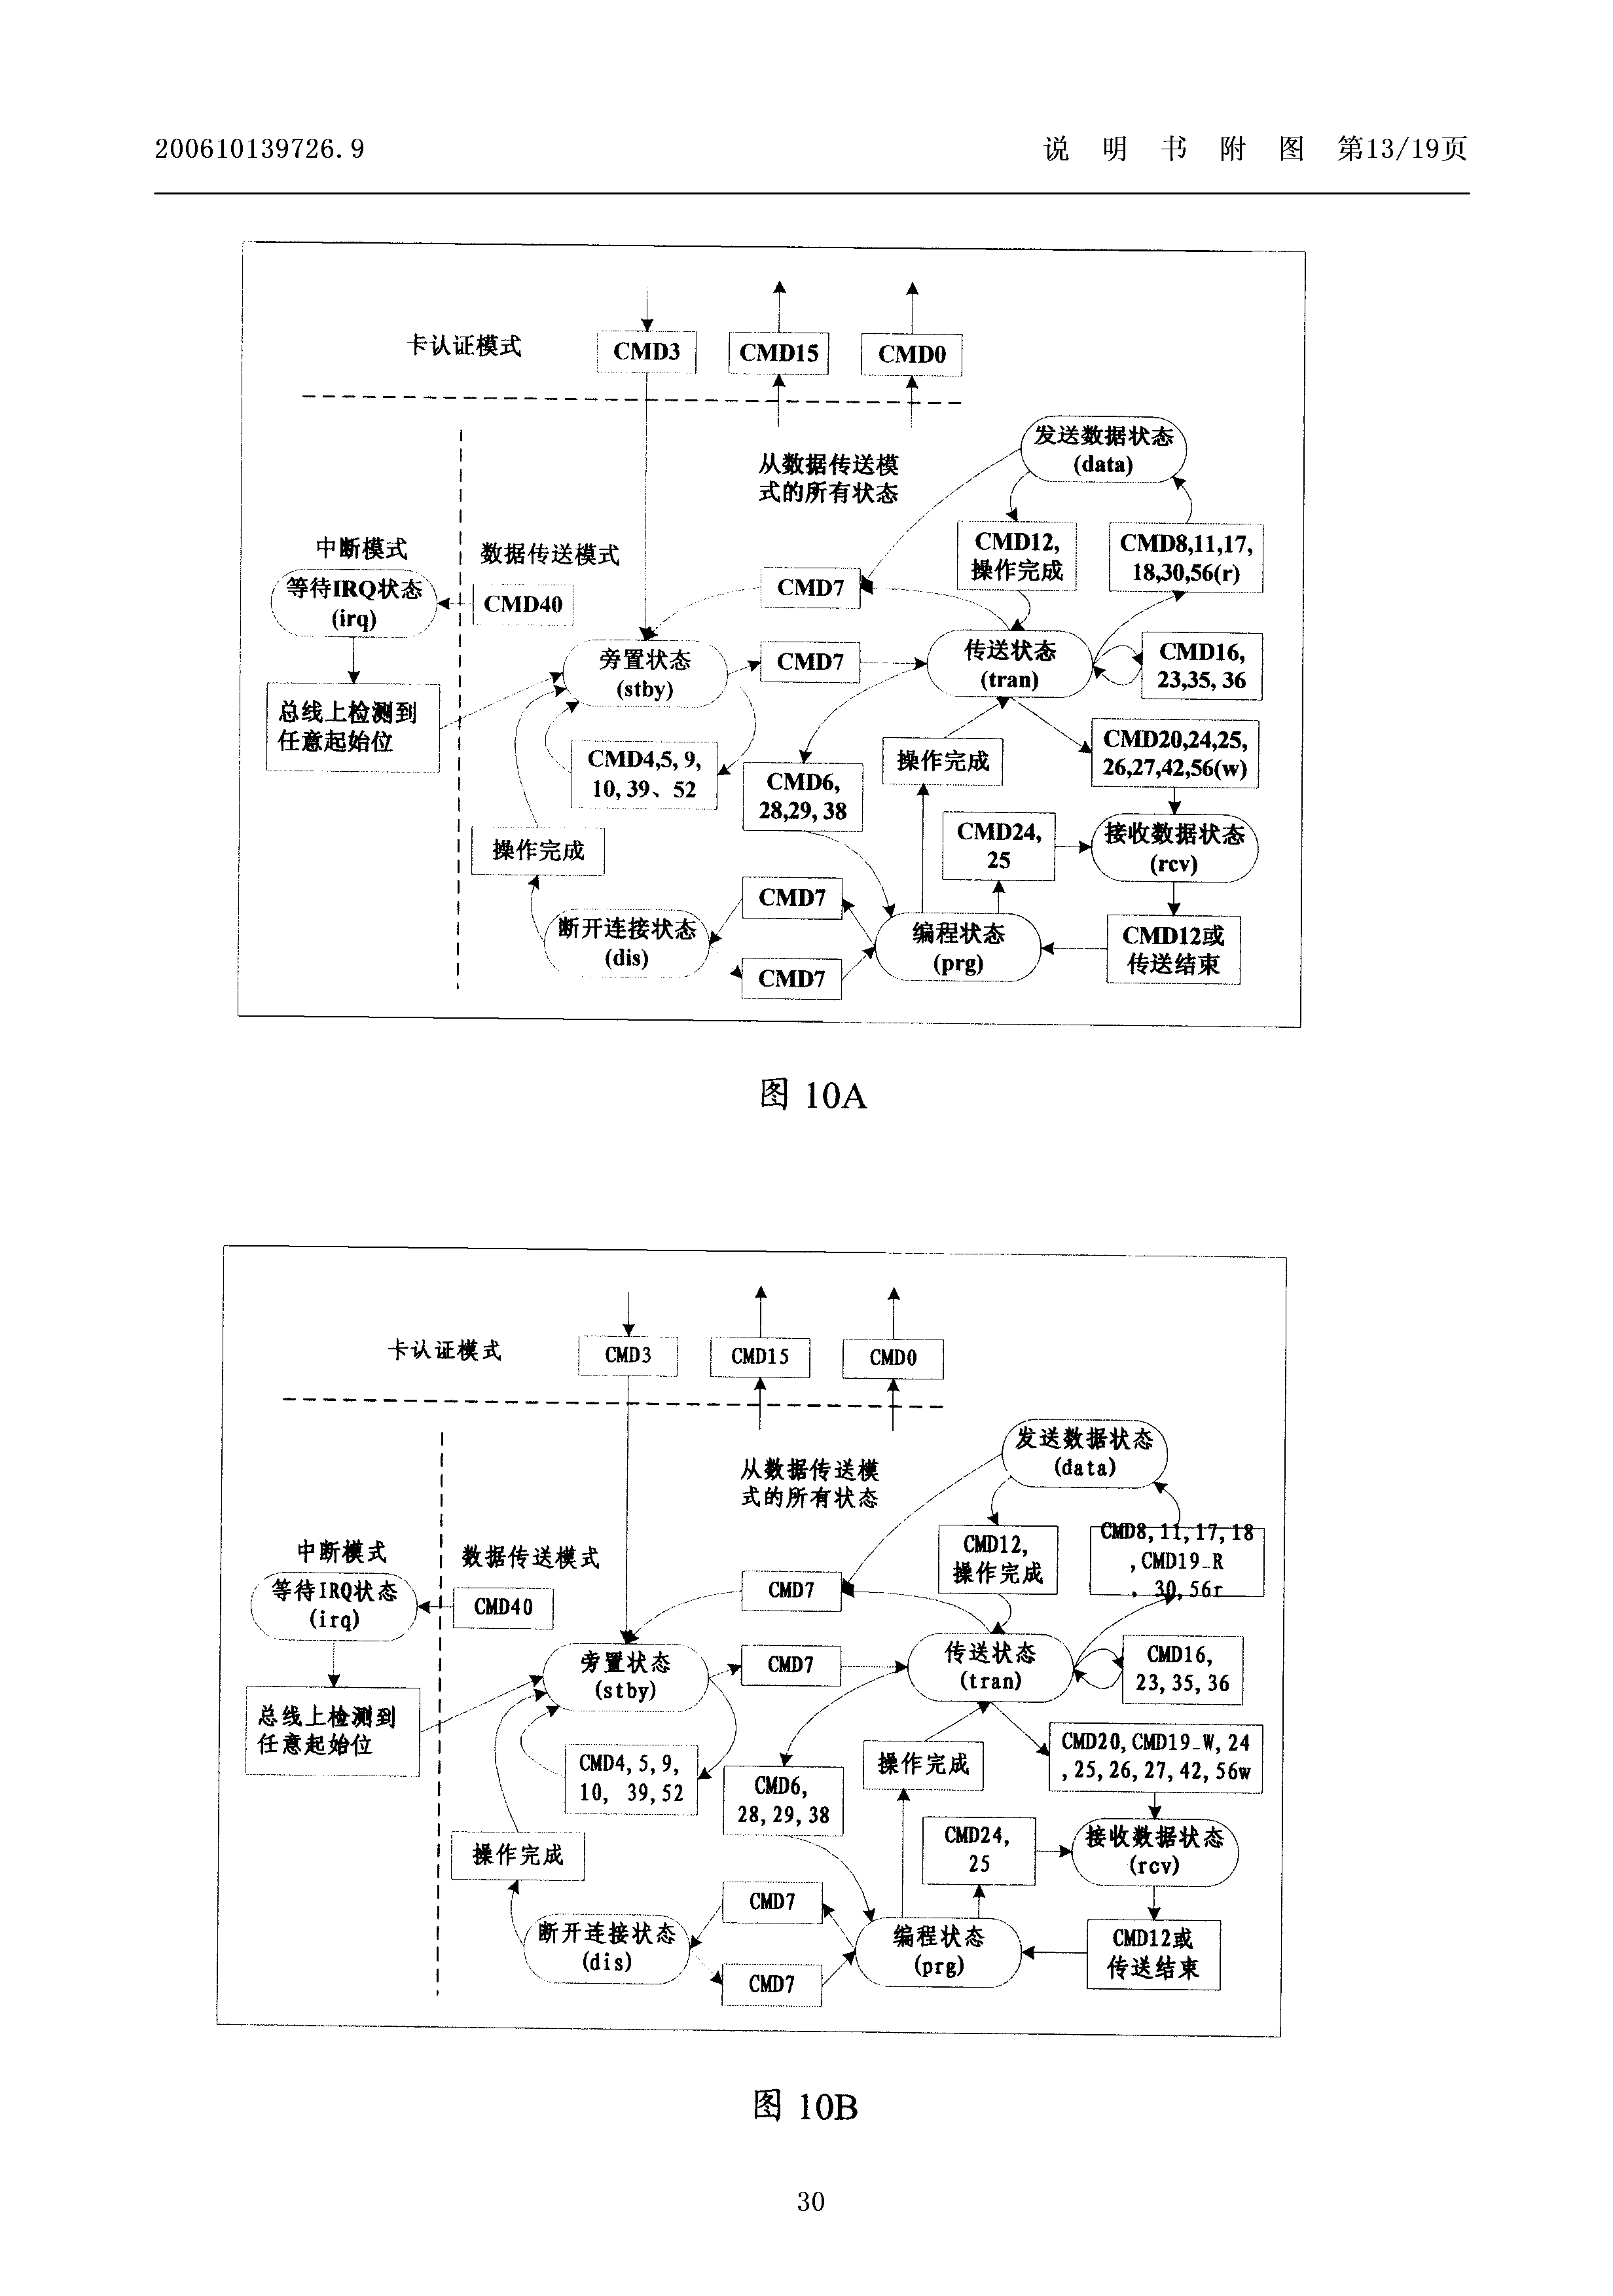 200610139726.9
说 明 书 附 图 第13/19页
卡认证模式
CMD3
CMD15
CMD0
从数据传送模
式的所有状态
发送数据状态
(data)
中断模式
数据传送模式
等待IRQ状态
(irq)
CMD40
CMD7
CMD12,
操作完成
CMD8,11,17,
18,30,56(r)
旁置状态
(stby)
CMD7
传送状态
(tran)
CMD16,
23,35, 36
总线上检测到
任意起始位
CMD4,5, 9,
10, 39、52
CMD6,
28,29, 38
操作完成
CMD20,24,25,
26,27,42,56(w)
操作完成
CMD24,
25
接收数据状态
(rcv)
断开连接状态
(dis)
CMD7
CMD7
编程状态
(prg)
CMD12或
传送结束
图 10A
卡认证模式
CMD3
CMD15
CMD0
从数据传送模
式的所有状态
发送数据状态
(data)
中断模式
数据传送模式
等待IRQ状态
(irq)
CMD40
CMD7
CMD12,
操作完成
CMD8, 11, 17, 18
, CMD19_R
, 30, 56r
旁置状态
(stby)
CMD7
传送状态
(tran)
CMD16,
23, 35, 36
总线上检测到
任意起始位
CMD4, 5, 9,
10, 39, 52
CMD6,
28, 29, 38
操作完成
CMD20, CMD19_W, 24
, 25, 26, 27, 42, 56w
操作完成
CMD24,
25
接收数据状态
(rcv)
断开连接状态
(dis)
CMD7
CMD7
编程状态
(prg)
CMD12或
传送结束
图 10B
30